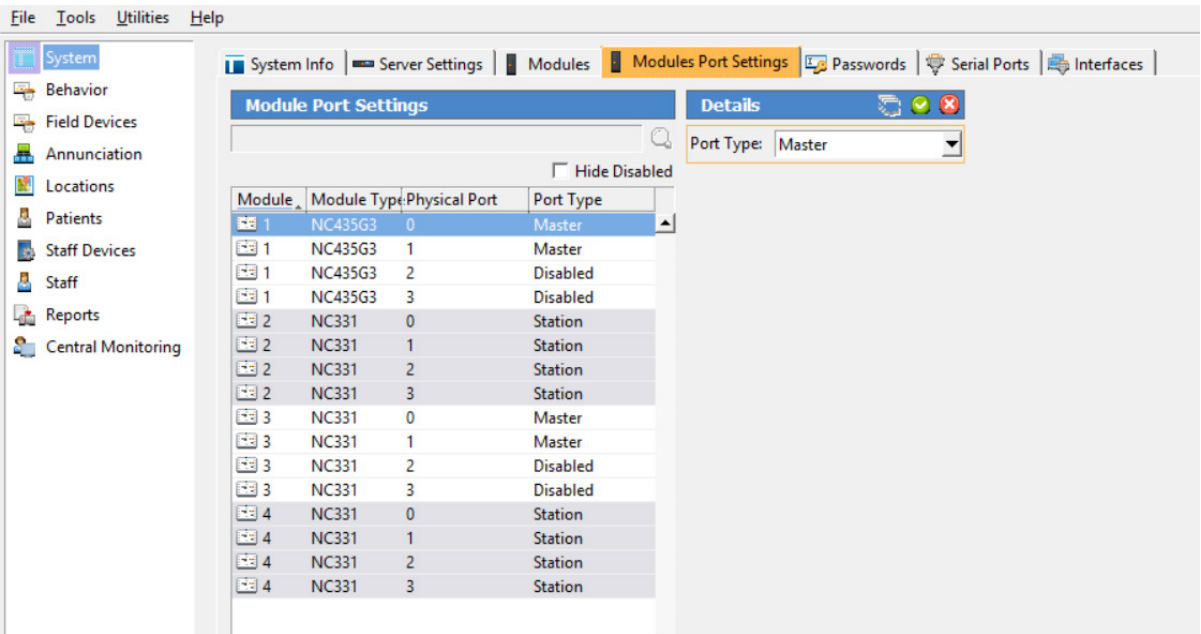 File Tools Utilities Help
System
Behavior
Field Devices
Annunciation
Locations
Patients
Staff Devices
Staff
Reports
Central Monitoring
System Info Server Settings Modules Modules Port Settings Passwords Serial Ports Interfaces
Module Port Settings
Hide Disabled
Module Module Type Physical Port Port Type
1 NC435G3 0 Master
1 NC435G3 1 Master
1 NC435G3 2 Disabled
1 NC435G3 3 Disabled
2 NC331 0 Station
2 NC331 1 Station
2 NC331 2 Station
2 NC331 3 Station
3 NC331 0 Master
3 NC331 1 Master
3 NC331 2 Disabled
3 NC331 3 Disabled
4 NC331 0 Station
4 NC331 1 Station
4 NC331 2 Station
4 NC331 3 Station
Details
Port Type: Master